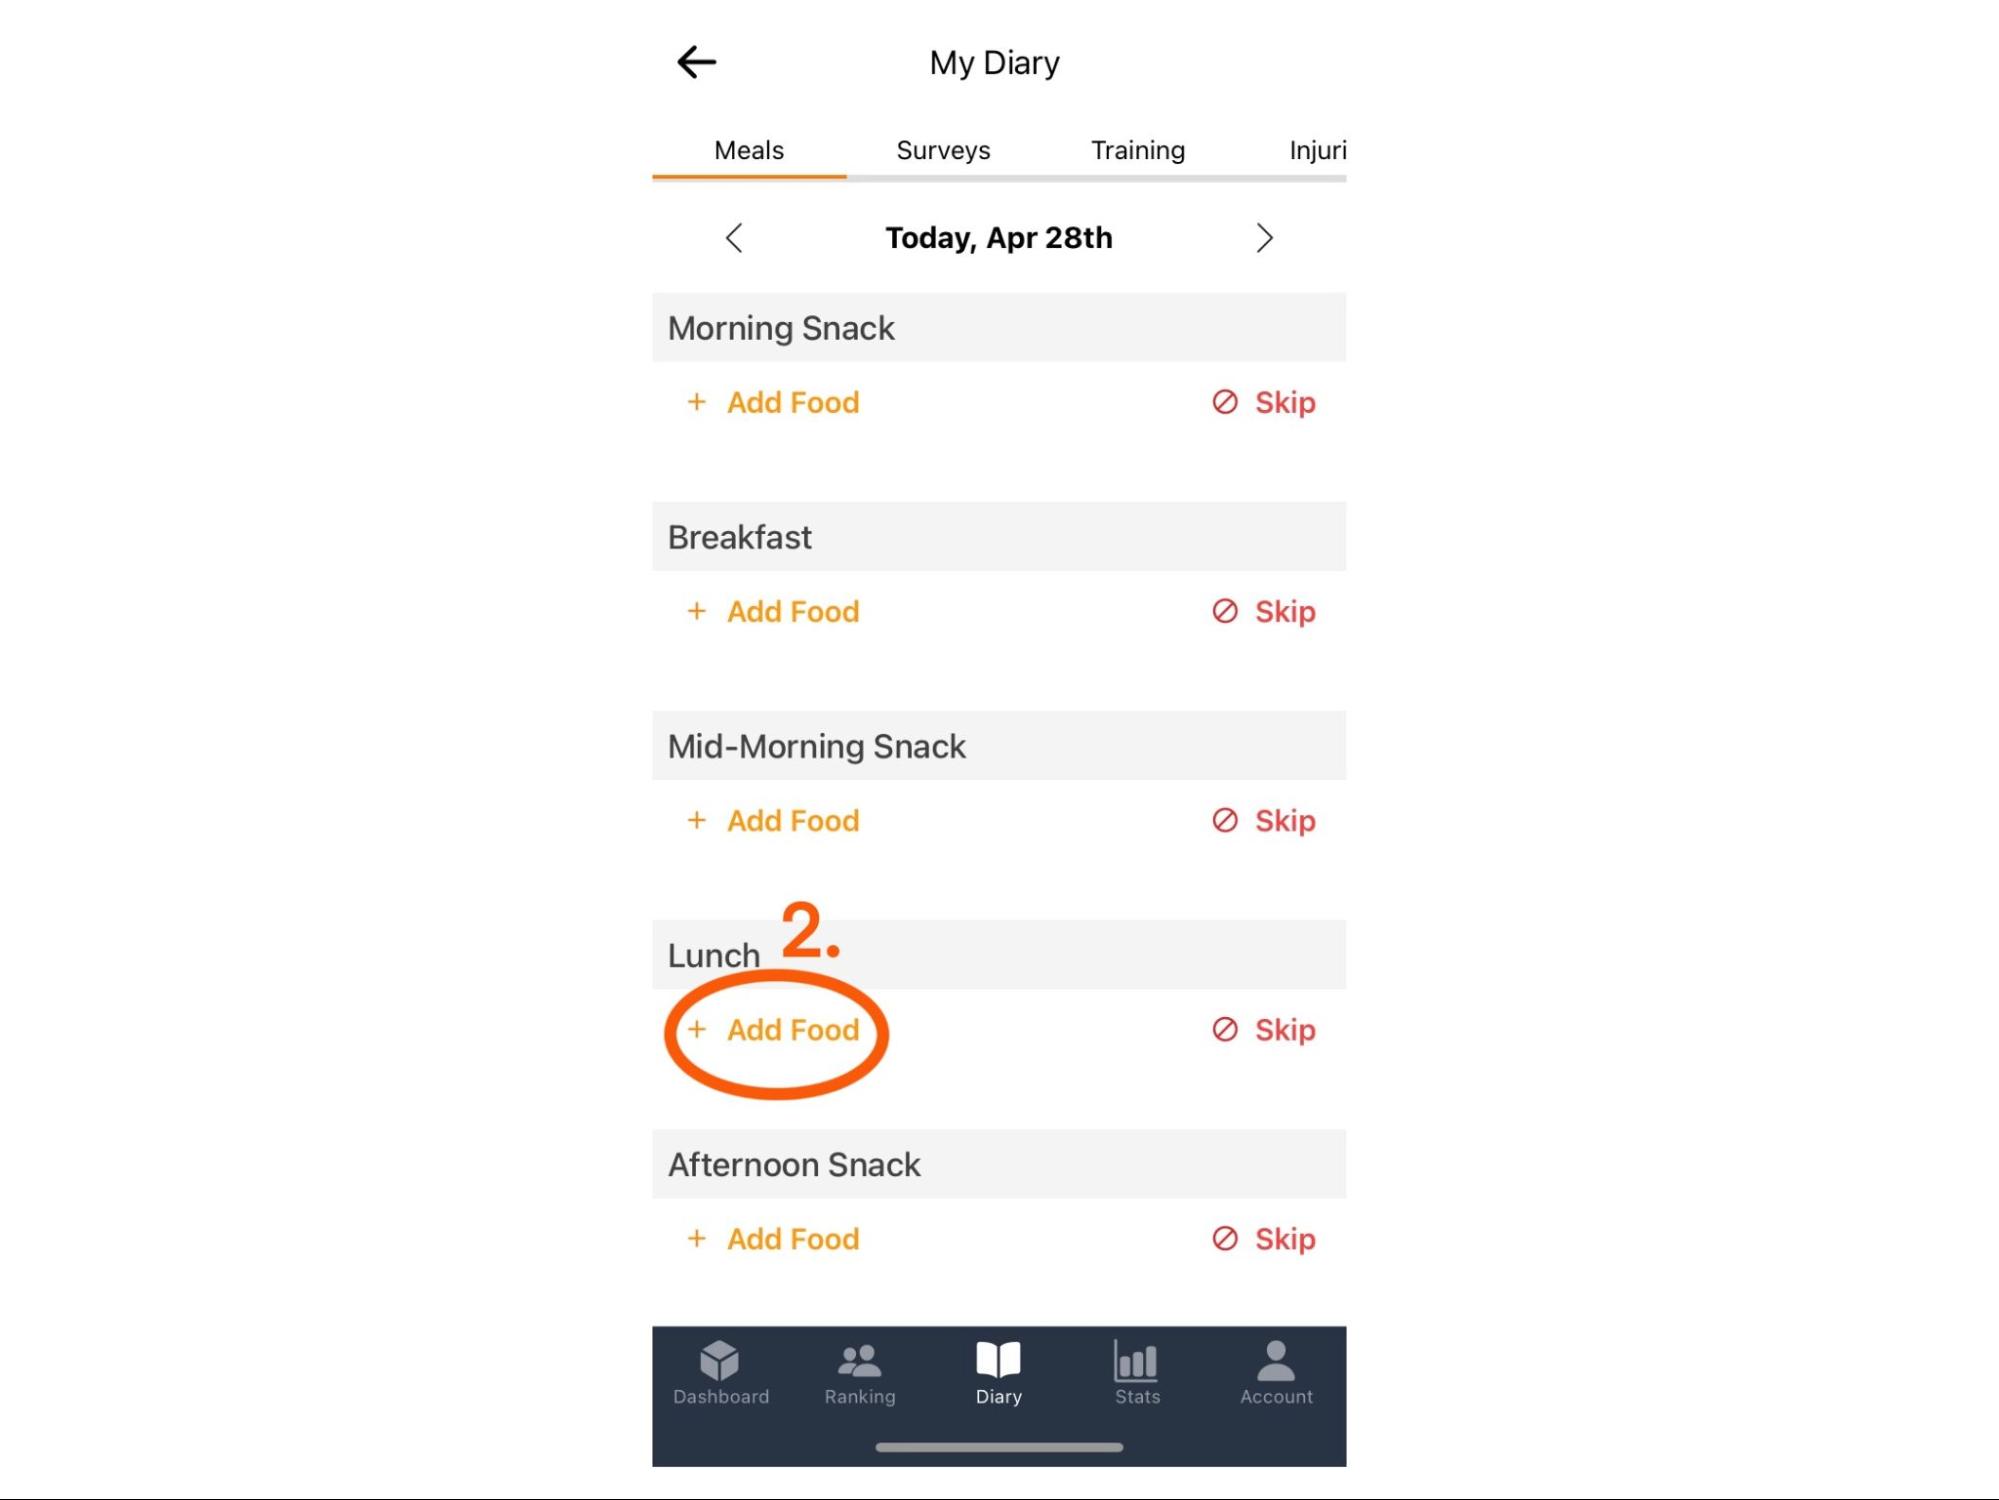 My Diary
Meals Surveys Training Injuri
Today, Apr 28th
Morning Snack
+ Add Food Skip
Breakfast
+ Add Food Skip
Mid-Morning Snack
+ Add Food Skip
2.
Lunch
+ Add Food Skip
Afternoon Snack
+ Add Food Skip
Dashboard Ranking Diary Stats Account